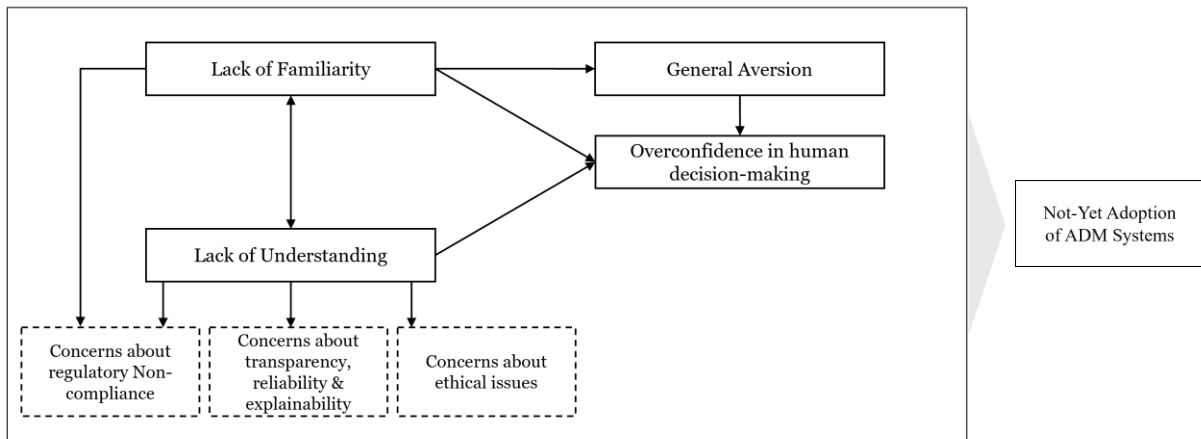 Lack of Familiarity
General Aversion
Overconfidence in human
decision-making
Not-Yet Adoption
of ADM Systems
Lack of Understanding
Concerns about
regulatory Non-
compliance
Concerns about
transparency,
reliability &
explainability
Concerns about
ethical issues